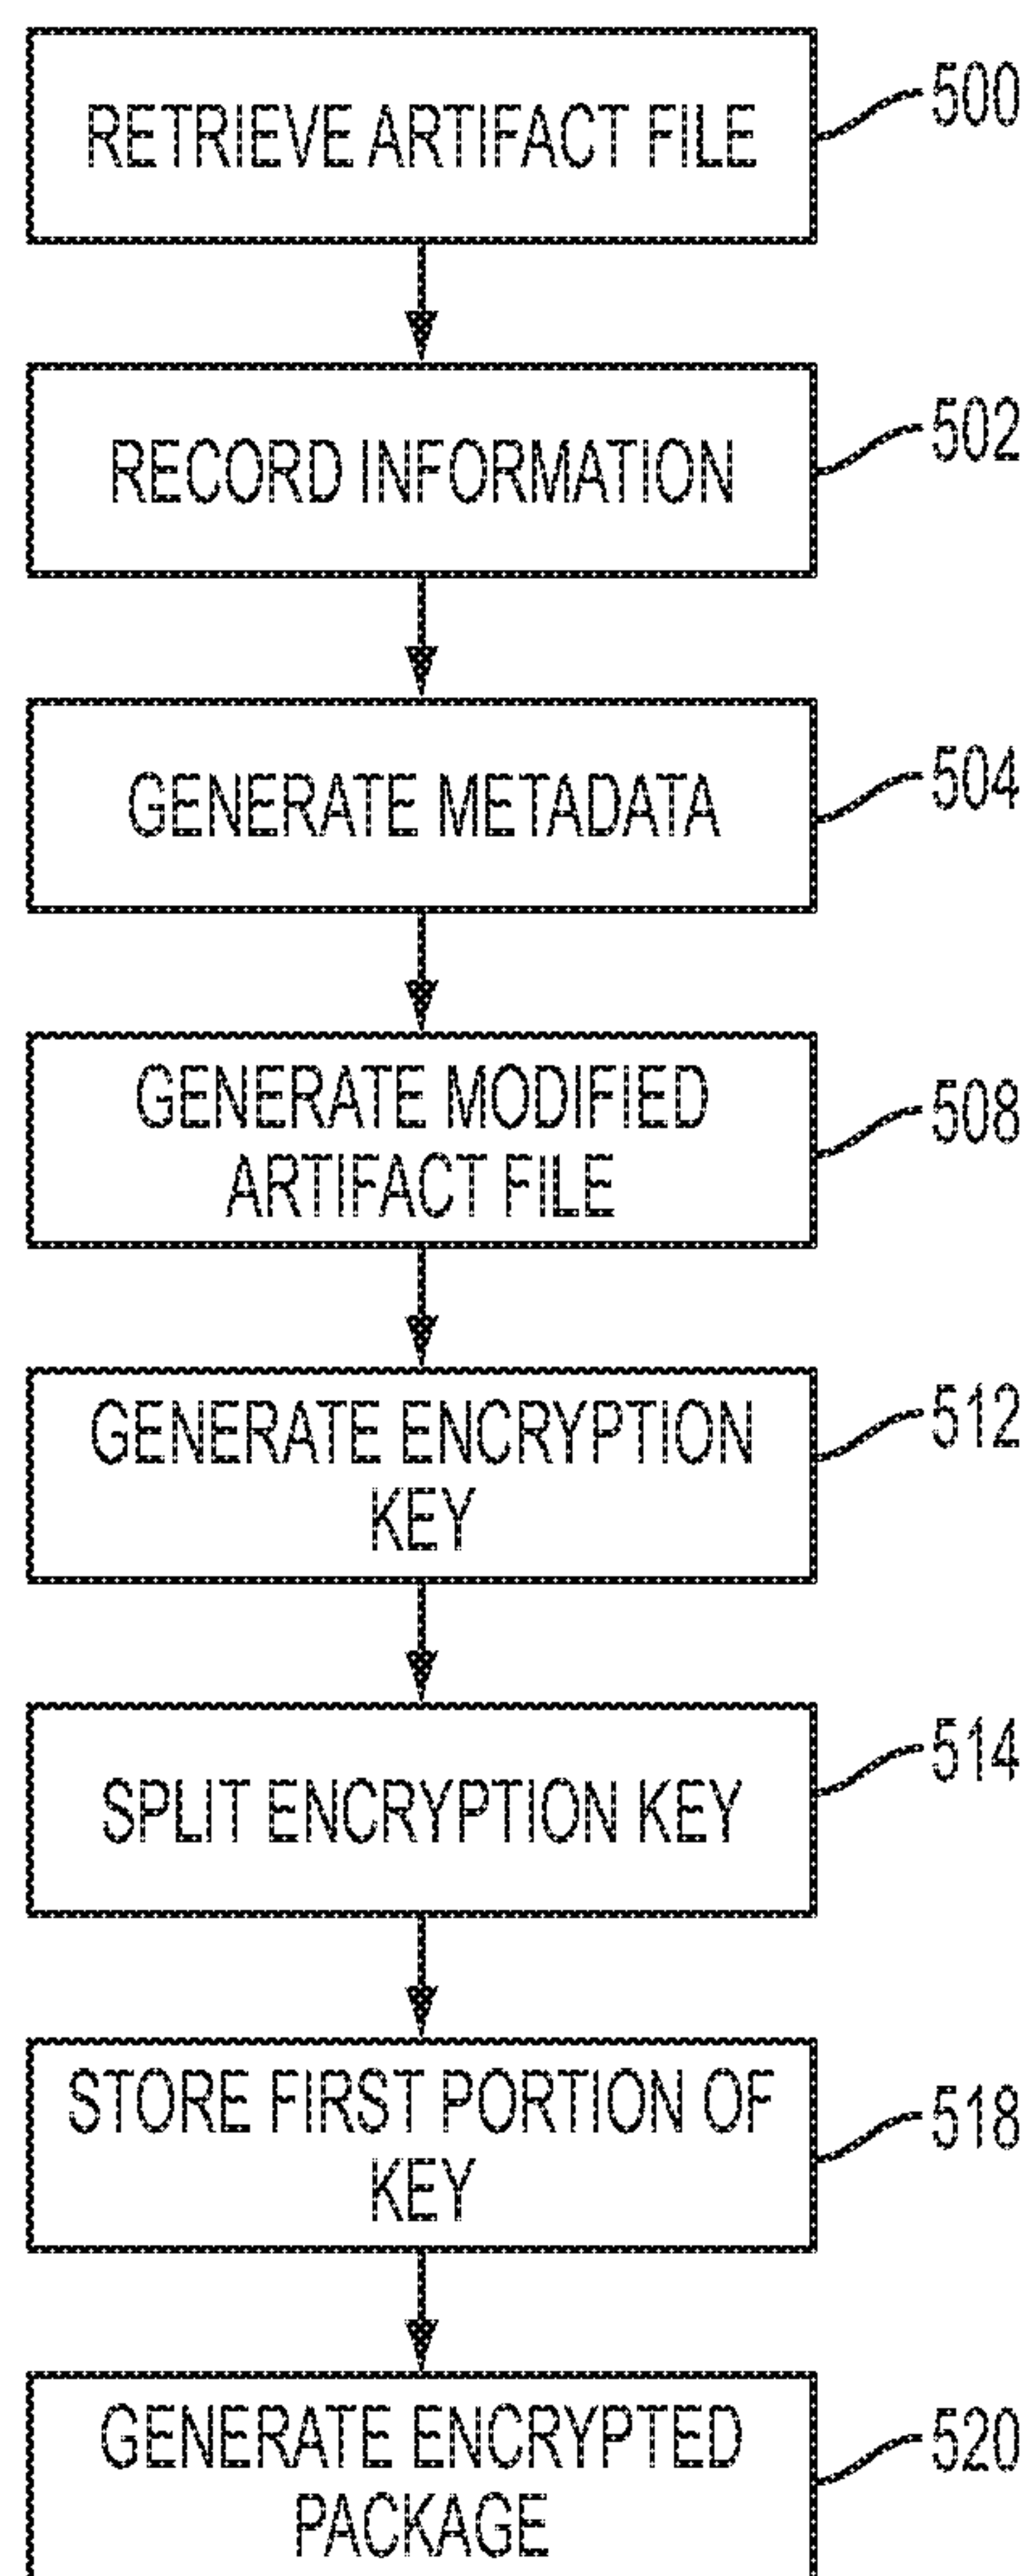 RETRIEVE ARTIFACT FILE
500
RECORD INFORMATION
502
GENERATE METADATA
504
GENERATE MODIFIED
ARTIFACT FILE
508
GENERATE ENCRYPTION
KEY
512
SPLIT ENCRYPTION KEY
514
STORE FIRST PORTION OF
KEY
518
GENERATE ENCRYPTED
PACKAGE
520